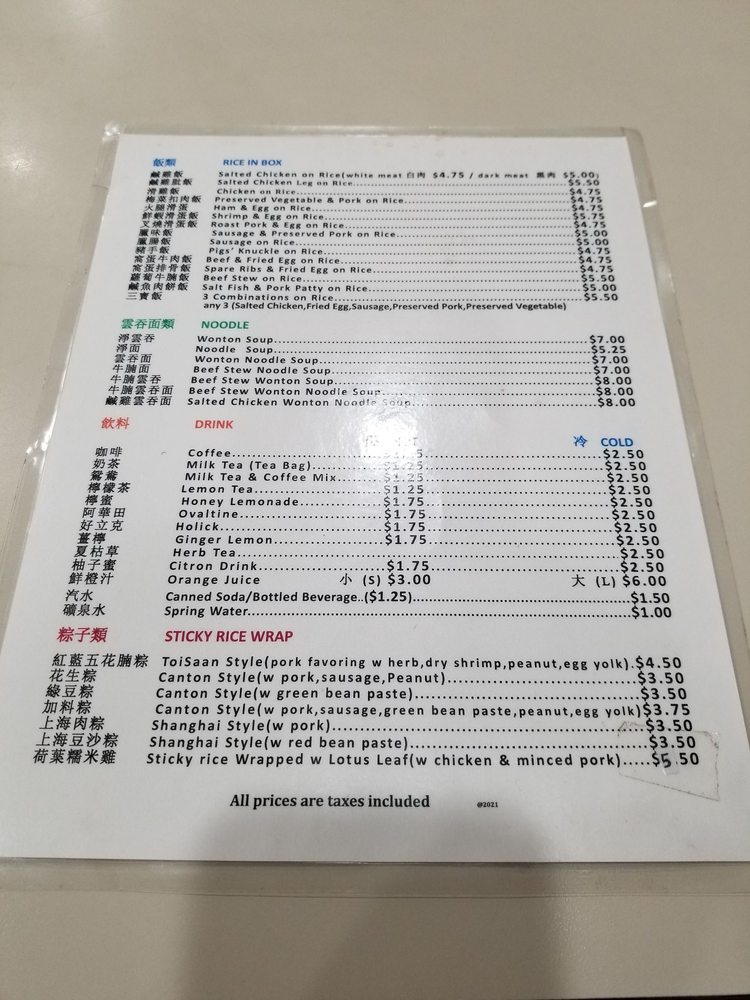 飯類 RICE IN BOX
鹹雞飯 Salted Chicken on Rice(white meat 白肉 $4.75 / dark meat 黑肉 $5.00)
鹹雞肶飯 Salted Chicken Leg on Rice $5.50
滑雞飯 Chicken on Rice $4.75
梅菜扣肉飯 Preserved Vegetable & Pork on Rice $4.75
火腿滑蛋 Ham & Egg on Rice $4.75
鮮蝦滑蛋飯 Shrimp & Egg on Rice $5.75
叉燒滑蛋飯 Roast Pork & Egg on Rice $4.75
臘味飯 Sausage & Preserved Pork on Rice $5.00
臘腸飯 Sausage on Rice $5.00
豬手飯 Pigs' Knuckle on Rice $4.75
窩蛋牛肉飯 Beef & Fried Egg on Rice $4.75
窩蛋排骨飯 Spare Ribs & Fried Egg on Rice $4.75
蘿蔔牛腩飯 Beef Stew on Rice $5.50
鹹魚肉餅飯 Salt Fish & Pork Patty on Rice $5.00
三寶飯 3 Combinations on Rice $5.50
any 3 (Salted Chicken,Fried Egg,Sausage,Preserved Pork,Preserved Vegetable)
雲吞面類 NOODLE
淨雲吞 Wonton Soup $7.00
淨面 Noodle Soup $5.25
雲吞面 Wonton Noodle Soup $7.00
牛腩面 Beef Stew Noodle Soup $7.00
牛腩雲吞 Beef Stew Wonton Soup $8.00
牛腩雲吞面 Beef Stew Wonton Noodle Soup $8.00
鹹雞雲吞面 Salted Chicken Wonton Noodle Soup $8.00
飲料 DRINK
冷 COLD
咖啡 Coffee $2.50
奶茶 Milk Tea (Tea Bag) $1.25 $2.50
鴛鴦 Milk Tea & Coffee Mix $1.25 $2.50
檸檬茶 Lemon Tea $1.25 $2.50
檸蜜 Honey Lemonade $1.75 $2.50
阿華田 Ovaltine $1.75 $2.50
好立克 Holick $1.75 $2.50
薑檸 Ginger Lemon $1.75 $2.50
夏枯草 Herb Tea $2.50
柚子蜜 Citron Drink $1.75 $2.50
鮮橙汁 Orange Juice 小 (S) $3.00 大 (L) $6.00
汽水 Canned Soda/Bottled Beverage..($1.25) $1.50
礦泉水 Spring Water $1.00
粽子類 STICKY RICE WRAP
紅藍五花腩粽 ToiSaan Style(pork favoring w herb,dry shrimp,peanut,egg yolk).$4.50
花生粽 Canton Style(w pork,sausage,Peanut) $3.50
綠豆粽 Canton Style(w green bean paste) $3.50
加料粽 Canton Style(w pork,sausage,green bean paste,peanut,egg yolk)$3.75
上海肉粽 Shanghai Style(w pork) $3.50
上海豆沙粽 Shanghai Style(w red bean paste) $3.50
荷葉糯米雞 Sticky rice Wrapped w Lotus Leaf(w chicken & minced pork).....$5.50
All prices are taxes included @2021